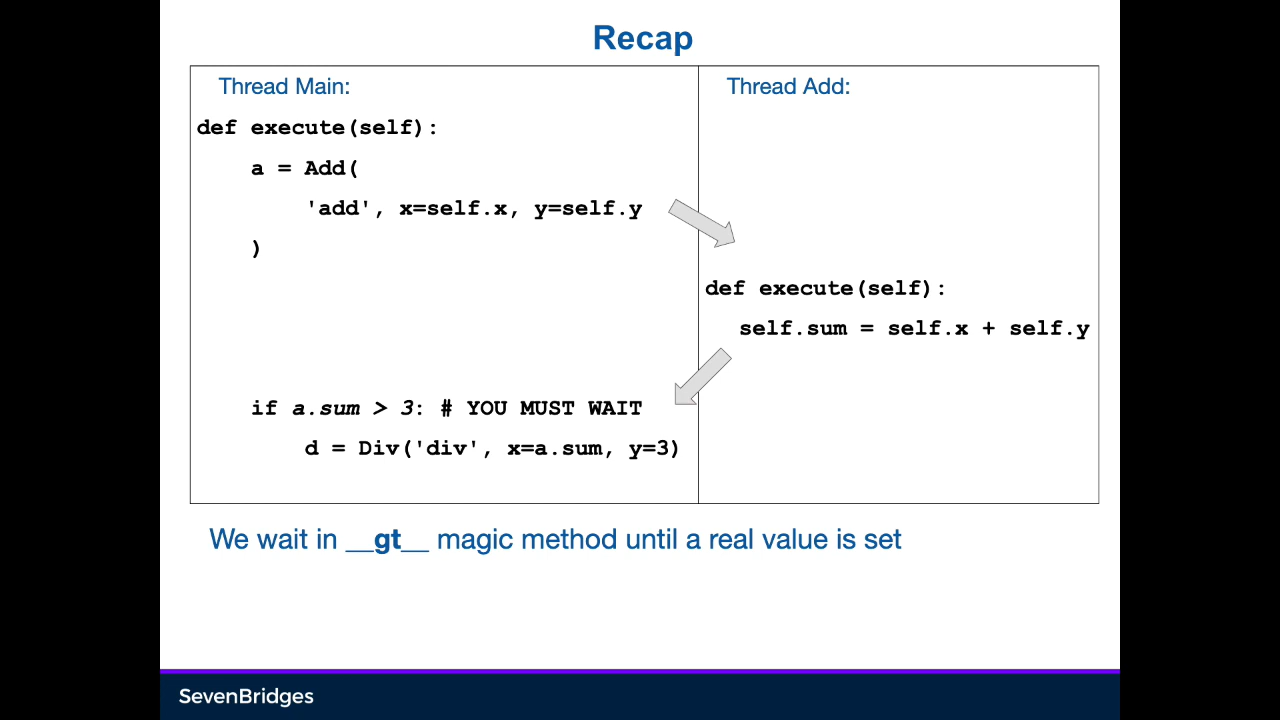 Recap
Thread Main:
def execute(self):
a = Add(
'add', x=self.x, y=self.y
)
if a.sum > 3: # YOU MUST WAIT
d = Div('div', x=a.sum, y=3)
Thread Add:
def execute(self):
self.sum = self.x + self.y
We wait in __gt__ magic method until a real value is set
SevenBridges